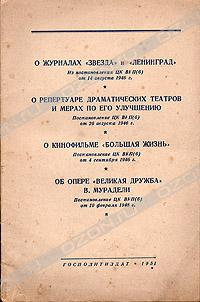 О ЖУРНАЛАХ «ЗВЕЗДА» и «ЛЕНИНГРАД»
Из постановления ЦК ВКП(б)
от 14 августа 1946 г.
О РЕПЕРТУАРЕ ДРАМАТИЧЕСКИХ ТЕАТРОВ
И МЕРАХ ПО ЕГО УЛУЧШЕНИЮ
Постановление ЦК ВКП(б)
от 26 августа 1946 г.
О КИНОФИЛЬМЕ «БОЛЬШАЯ ЖИЗНЬ»
Постановление ЦК ВКП(б)
от 4 сентября 1946 г.
ОБ ОПЕРЕ «ВЕЛИКАЯ ДРУЖБА»
В. МУРАДЕЛИ
Постановление ЦК ВКП(б)
от 10 февраля 1948 г.
ГОСПОЛИТИЗДАТ • 1951